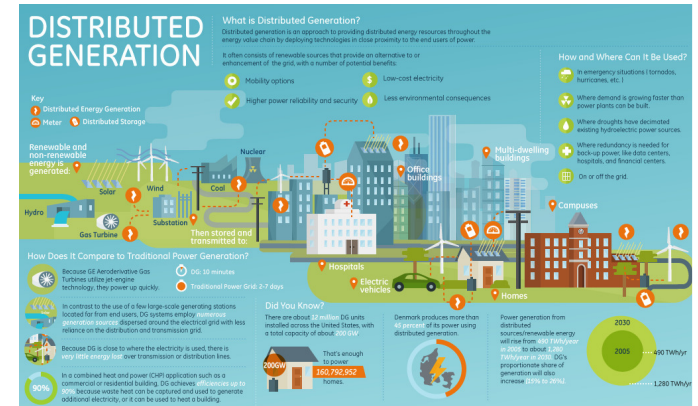 DISTRIBUTED
GENERATION
What is Distributed Generation?
Distributed generation is an approach to providing distributed energy resources throughout the
energy value chain by deploying technologies in close proximity to the end users of power.
It often consists of renewable sources that provide an alternative to or
enhancement of the grid, with a number of potential benefits:
Mobility options
Low-cost electricity
Higher power reliability and security
Less environmental consequences
How and Where Can It Be Used?
In emergency situations ( tornados,
hurricanes, etc. )
Where demand is growing faster than
power plants can be built.
Where droughts have decimated
existing hydroelectric power sources.
Where redundancy is needed for
back-up power, like data centers,
hospitals, and financial centers.
On or off the grid.
Key
Distributed Energy Generation
Meter
Distributed Storage
Renewable and
non-renewable
energy is
generated:
Hydro
Solar
Gas Turbine
Wind
Substation
Coal
Nuclear
Then stored and
transmitted to:
Office
buildings
Multi-dwelling
buildings
Campuses
Hospitals
Electric
vehicles
Homes
How Does It Compare to Traditional Power Generation?
Because GE Aeroderivative Gas
Turbines utilize jet-engine
technology, they power up quickly.
DG: 10 minutes
Traditional Power Grid: 2-7 days
In contrast to the use of a few large-scale generating stations
located far from end users, DG systems employ numerous
generation sources dispersed around the electrical grid with less
reliance on the distribution and transmission grid.
Because DG is close to where the electricity is used, there is
very little energy lost over transmission or distribution lines.
90%
In a combined heat and power (CHP) application such as a
commercial or residential building, DG achieves efficiencies up to
90% because waste heat can be captured and used to generate
additional electricity, or it can be used to heat a building.
Did You Know?
There are about 12 million DG units
installed across the United States, with
a total capacity of about 200 GW
200GW
That's enough
to power
160,792,952
homes.
Denmark produces more than
45 percent of its power using
distributed generation.
Power generation from
distributed
sources/renewable energy
will rise from 490 TWh/year
in 2005 to about 1,280
TWh/year in 2030. DG's
proportionate share of
generation will also
increase (15% to 26%).
2030
2005
490 TWh/yr
1,280 TWh/yr